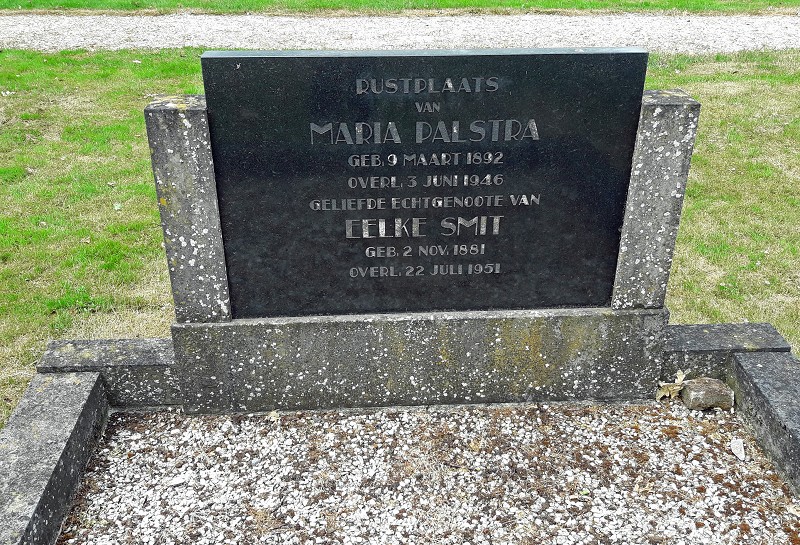 RUSTPLAATS
VAN
MARIA PALSTRA
GEB. 9 MAART 1892
OVERL. 3 JUNI 1946
GELIEFDE ECHTGENOOTE VAN
EELKE SMIT
GEB. 2 NOV. 1881
OVERL. 22 JULI 1951